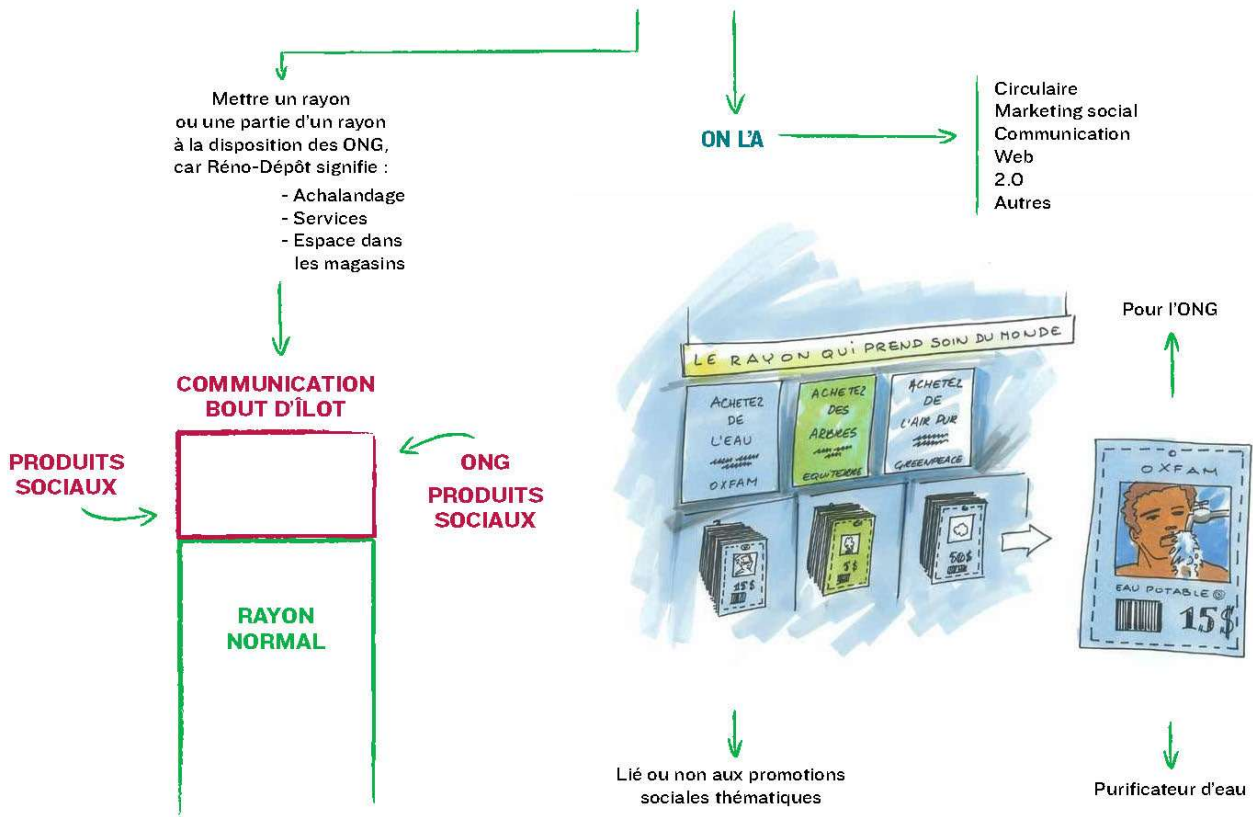 Mettre un rayon
ou une partie d'un rayon
à la disposition des ONG,
car Réno-Dépôt signifie :
- Achalandage
- Services
- Espace dans
les magasins
ON L'A
Circulaire
Marketing social
Communication
Web
2.0
Autres
COMMUNICATION
BOUT D'ÎLOT
PRODUITS
SOCIAUX
ONG
PRODUITS
SOCIAUX
RAYON
NORMAL
LE RAYON QUI PREND SOIN DU MONDE
ACHETEZ
DE
L'EAU
OXFAM
ACHETEZ
DES
ARBRES
EQUITERRE
ACHETEZ
DE
L'AIR PUR
GREENPEACE
15$
15$
Pour l'ONG
OXFAM
EAU POTABLE
15$
Lié ou non aux promotions
sociales thématiques
Purificateur d'eau